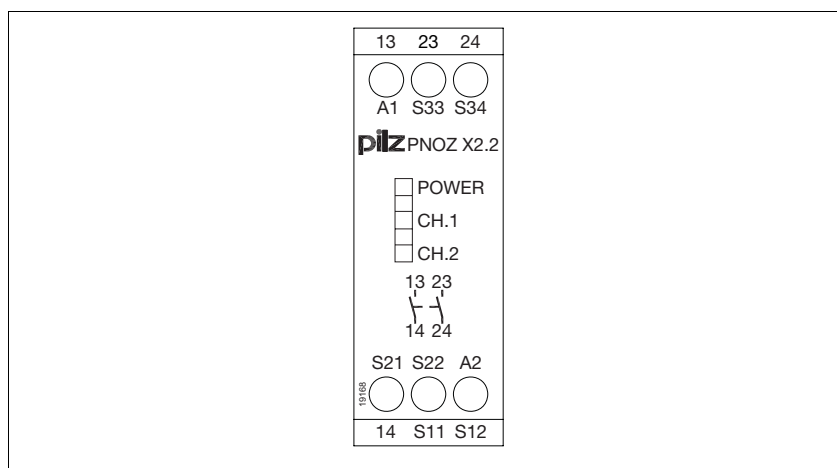 13 23 24
A1 S33 S34
pilz PNOZ X2.2
POWER
CH.1
CH.2
13 23
14 24
S21 S22 A2
19168
14 S11 S12